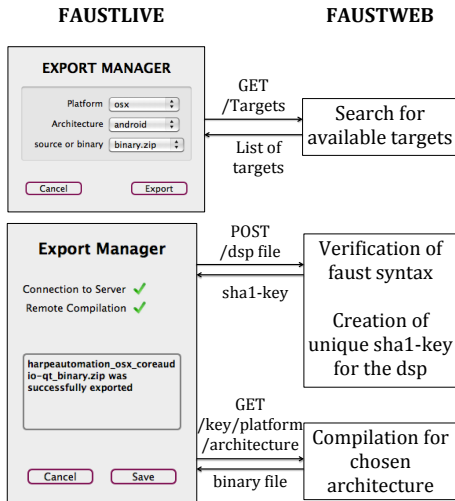 FAUSTLIVE
FAUSTWEB
EXPORT MANAGER
Platform osx
Architecture android
source or binary binary.zip
Cancel
Export
GET
/Targets
List of
targets
Search for
available targets
Export Manager
Connection to Server
Remote Compilation
harpeautomation_osx_coreaud
io-qt_binary.zip was
successfully exported
Cancel
Save
POST
/dsp file
sha1-key
Verification of
faust syntax
Creation of
unique sha1-key
for the dsp
GET
/key/platform
/architecture
binary file
Compilation for
chosen
architecture